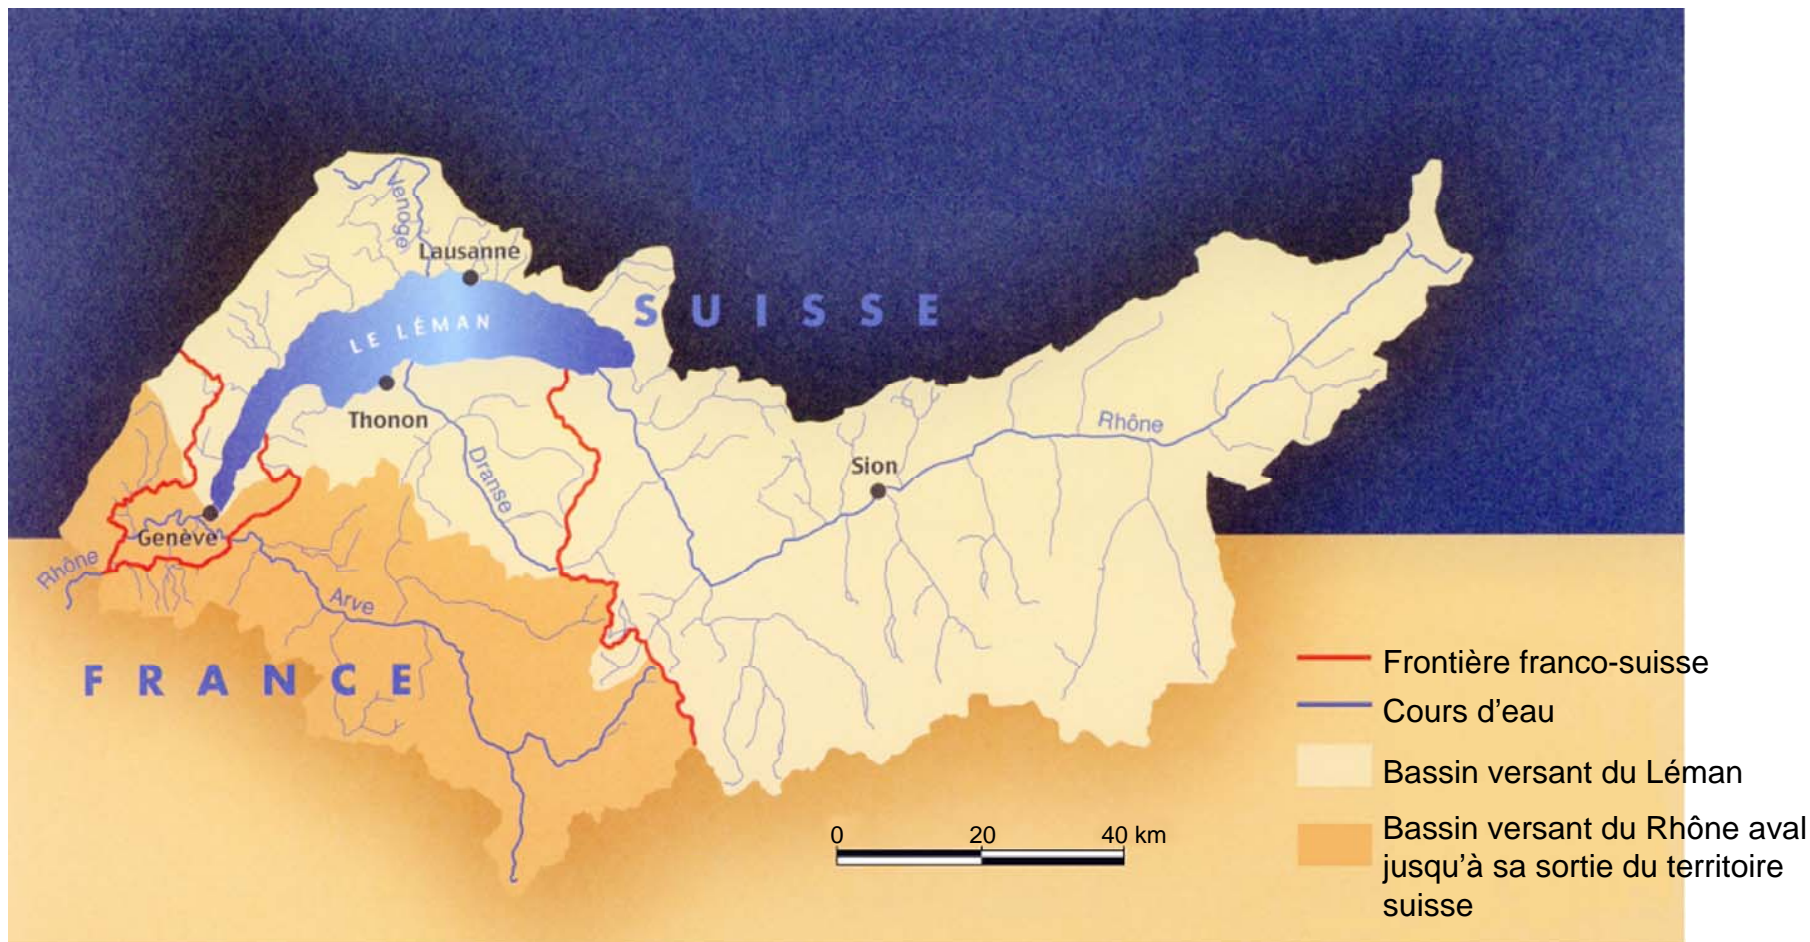 Venoge
Lausanne
SUISSE
LE LÉMAN
Thonon
Rhône
Dranse
Sion
Genève
Rhône
Arve
FRANCE
Frontière franco-suisse
Cours d'eau
Bassin versant du Léman
Bassin versant du Rhône aval
jusqu'à sa sortie du territoire
suisse
0 20 40 km